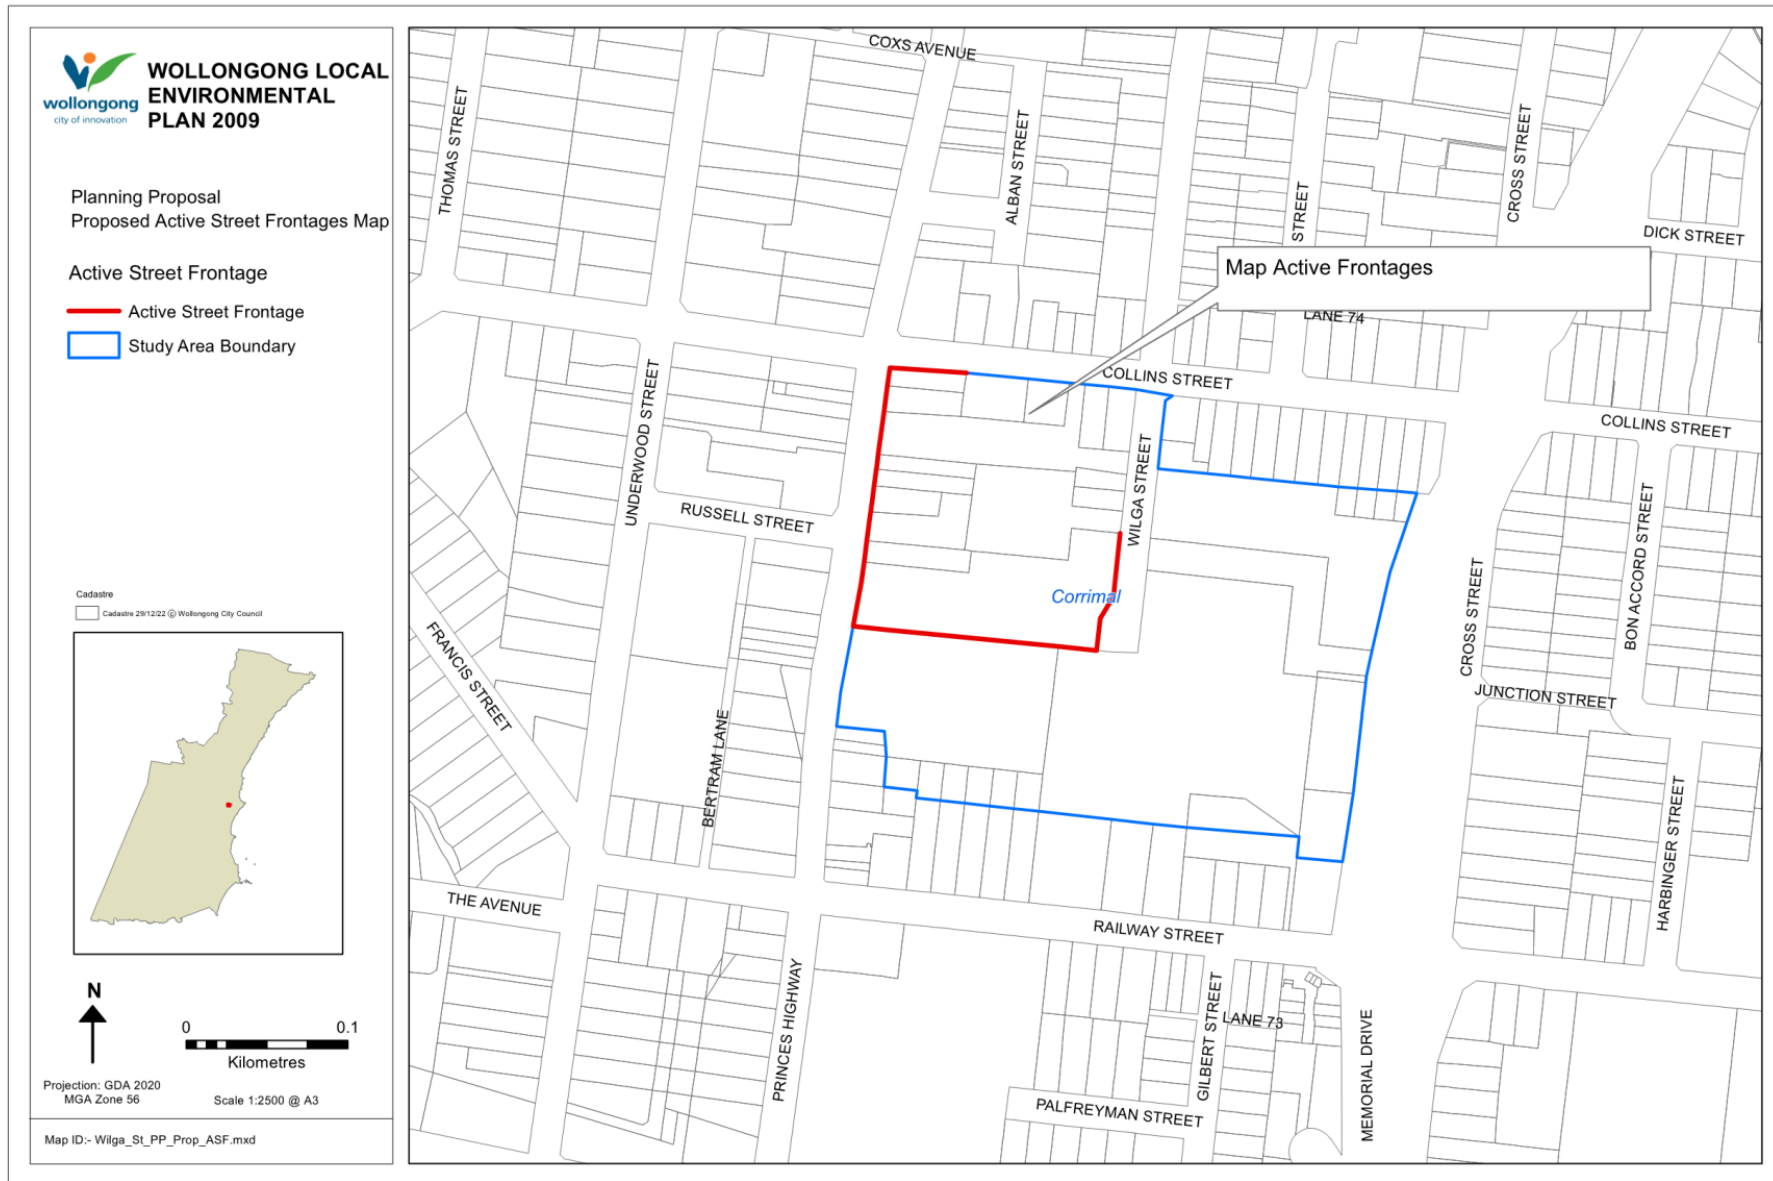 wollongong
city of innovation
WOLLONGONG LOCAL
ENVIRONMENTAL
PLAN 2009
Planning Proposal
Proposed Active Street Frontages Map
Active Street Frontage
Active Street Frontage
Study Area Boundary
Cadastre
Cadastre 29/12/22 © Wollongong City Council
N
0
0.1
Kilometres
Projection: GDA 2020
MGA Zone 56
Scale 1:2500 @ A3
Map ID:- Wilga_St_PP_Prop_ASF.mxd
COXS AVENUE
THOMAS STREET
ALBAN STREET
STREET
CROSS STREET
DICK STREET
Map Active Frontages
LANE 74
COLLINS STREET
COLLINS STREET
UNDERWOOD STREET
WILGA STREET
RUSSELL STREET
BON ACCORD STREET
Corrimal
CROSS STREET
FRANCIS STREET
JUNCTION STREET
BERTRAM LANE
HARBINGER STREET
THE AVENUE
RAILWAY STREET
PRINCES HIGHWAY
GILBERT STREET
LANE 73
MEMORIAL DRIVE
PALFREYMAN STREET